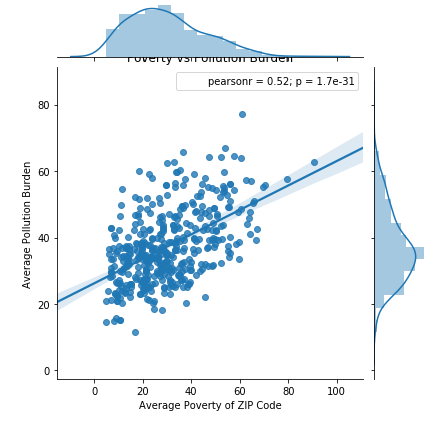 Poverty vs Pollution Burden
pearsonr = 0.52; p = 1.7e-31
80
60
40
20
0
Average Pollution Burden
0 20 40 60 80 100
Average Poverty of ZIP Code